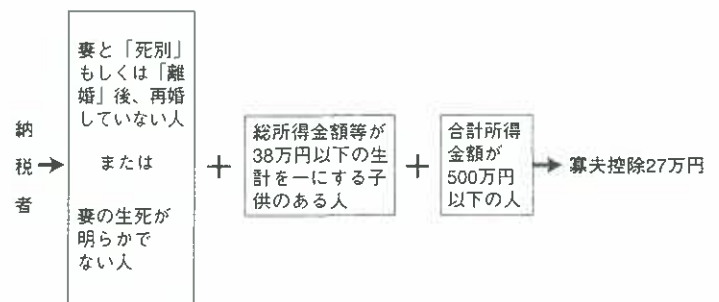 納税者
妻と「死別」
もしくは「離
婚」後、再婚
していない人
または
妻の生死が
明らかで
ない人
+
総所得金額等が
38万円以下の生
計を一にする子
供のある人
+
合計所得
金額が
500万円
以下の人
寡夫控除27万円